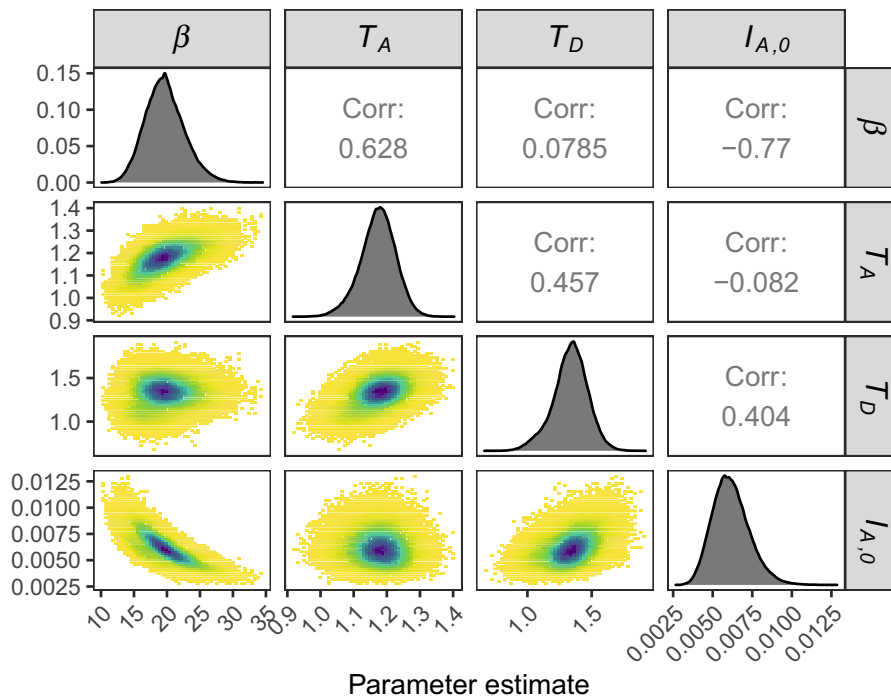 β T_A T_D I_A,0
0.15
0.10
0.05
0.00
Corr:
0.628
Corr:
0.0785
Corr:
−0.77
β
1.4
1.3
1.2
1.1
1.0
0.9
Corr:
0.457
Corr:
−0.082
T_A
1.5
1.0
Corr:
0.404
T_D
0.0125
0.0100
0.0075
0.0050
0.0025
I_A,0
10 15 20 25 30 35
0.9 1.0 1.1 1.2 1.3 1.4
1.0 1.5
0.0025 0.0050 0.0075 0.0100 0.0125
Parameter estimate